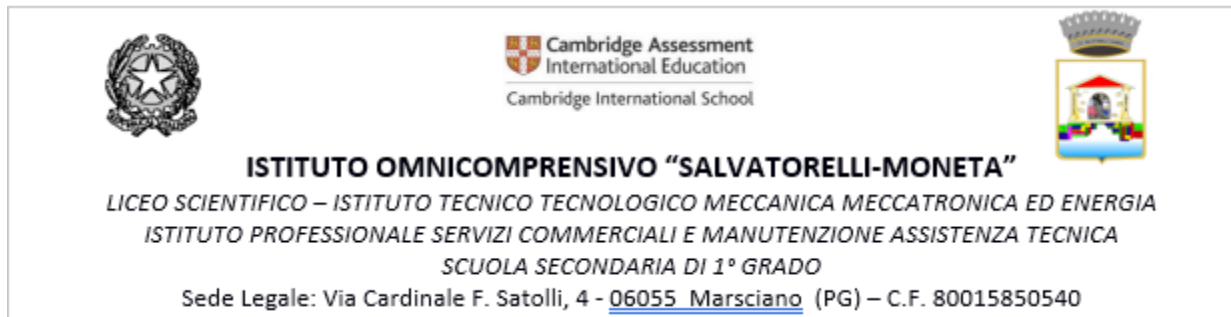 Cambridge Assessment
International Education
Cambridge International School
ISTITUTO OMNICOMPRENSIVO “SALVATORELLI-MONETA”
LICEO SCIENTIFICO – ISTITUTO TECNICO TECNOLOGICO MECCANICA MECCATRONICA ED ENERGIA
ISTITUTO PROFESSIONALE SERVIZI COMMERCIALI E MANUTENZIONE ASSISTENZA TECNICA
SCUOLA SECONDARIA DI 1° GRADO
Sede Legale: Via Cardinale F. Satolli, 4 - 06055 Marsciano (PG) – C.F. 80015850540